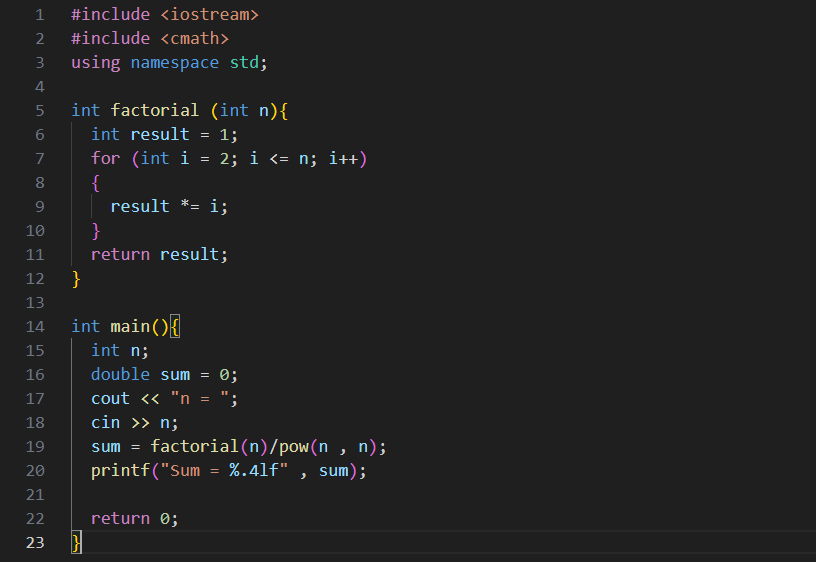 1 #include <iostream>
2 #include <cmath>
3 using namespace std;
4
5 int factorial (int n){
6   int result = 1;
7   for (int i = 2; i <= n; i++)
8   {
9     result *= i;
10   }
11   return result;
12 }
13
14 int main(){
15   int n;
16   double sum = 0;
17   cout << "n = ";
18   cin >> n;
19   sum = factorial(n)/pow(n , n);
20   printf("Sum = %.4lf" , sum);
21
22   return 0;
23 }